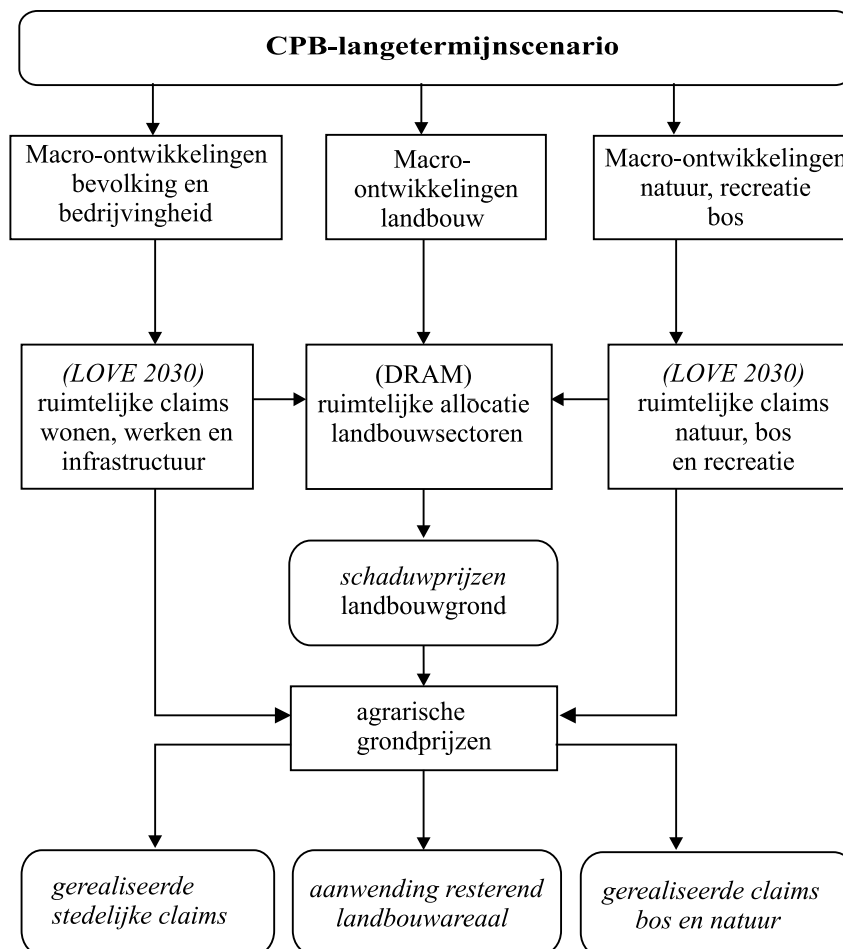 CPB-langetermijnscenario
Macro-ontwikkelingen
bevolking en
bedrijvingheid
Macro-
ontwikkelingen
landbouw
Macro-ontwikkelingen
natuur, recreatie
bos
(LOVE 2030)
ruimtelijke claims
wonen, werken en
infrastructuur
(DRAM)
ruimtelijke allocatie
landbouwsectoren
(LOVE 2030)
ruimtelijke claims
natuur, bos
en recreatie
schaduwprijzen
landbouwgrond
agrarische
grondprijzen
gerealiseerde
stedelijke claims
aanwending resterend
landbouwareaal
gerealiseerde claims
bos en natuur